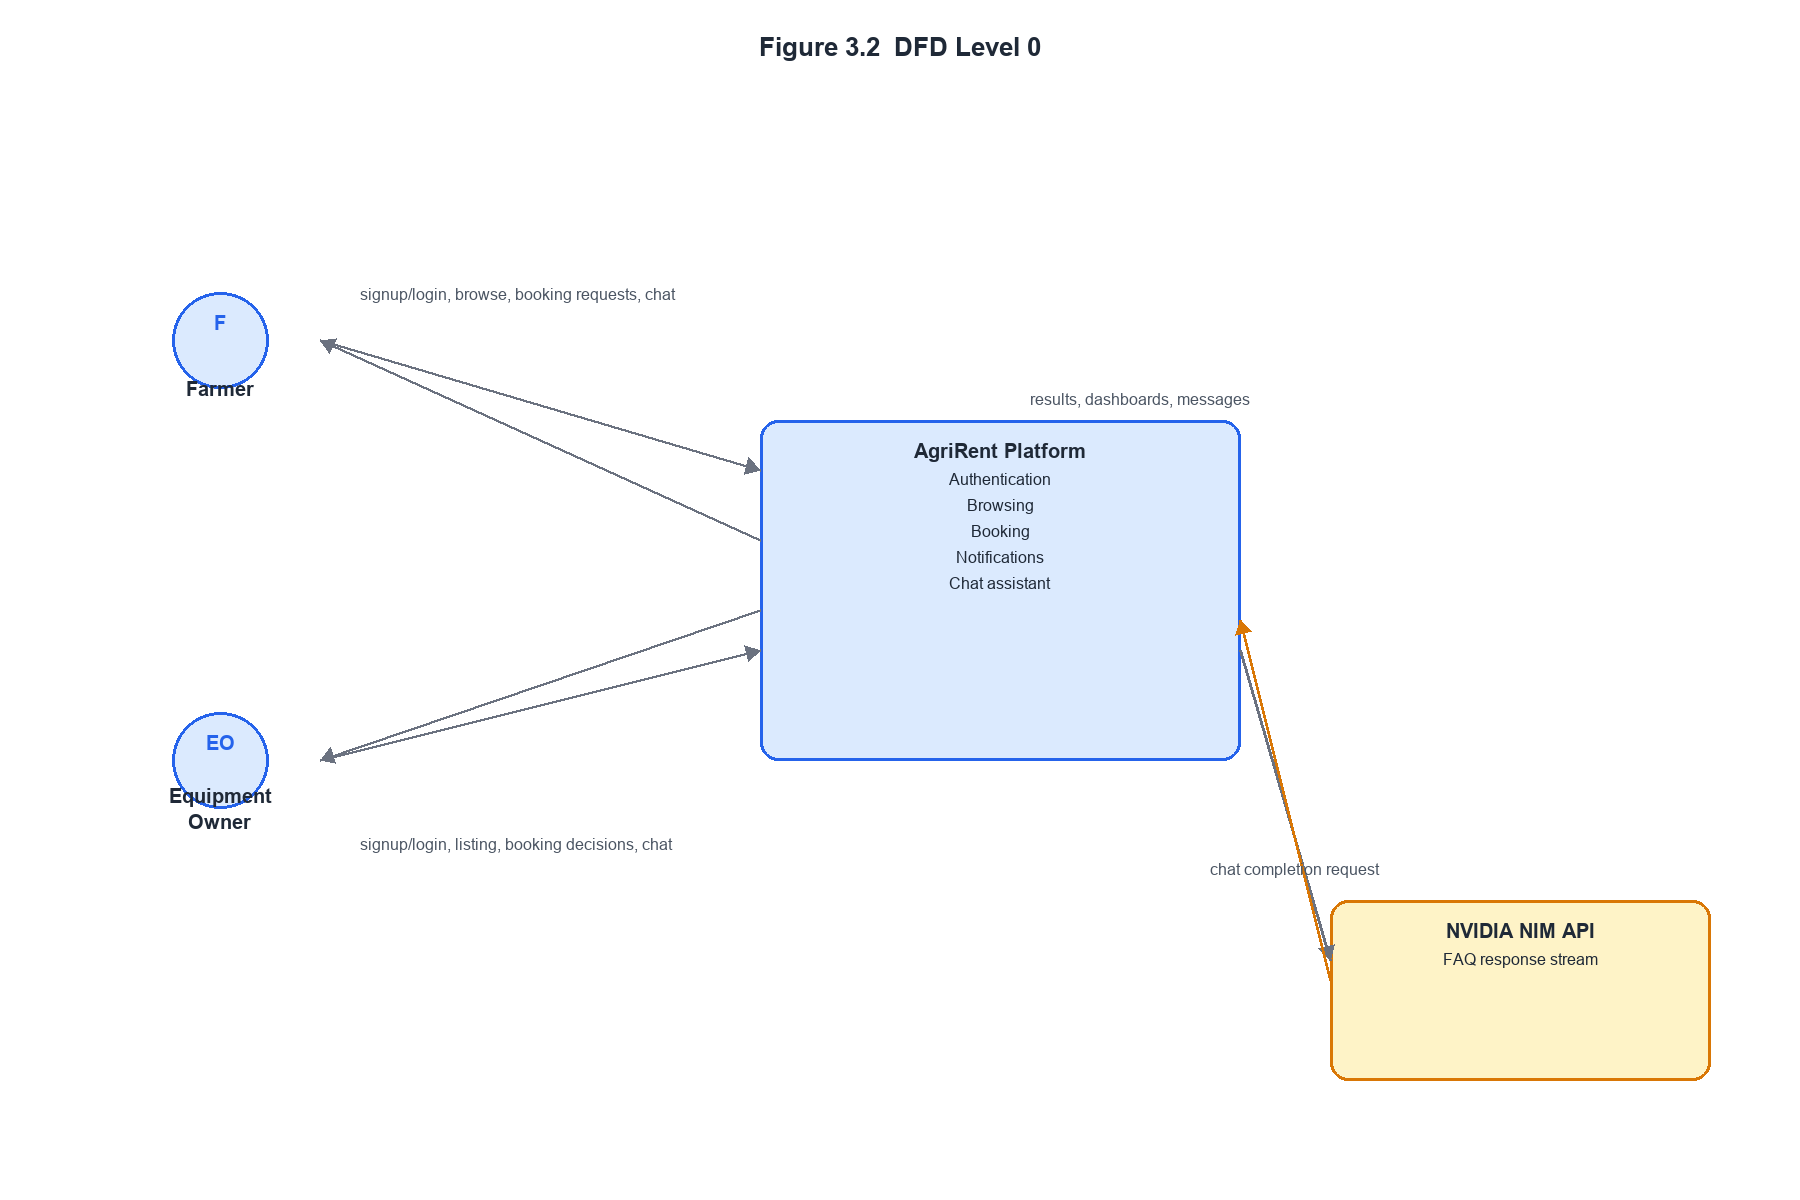 Figure 3.2  DFD Level 0
signup/login, browse, booking requests, chat
F
Farmer
results, dashboards, messages
AgriRent Platform
Authentication
Browsing
Booking
Notifications
Chat assistant
EO
Equipment
Owner
signup/login, listing, booking decisions, chat
chat completion request
NVIDIA NIM API
FAQ response stream